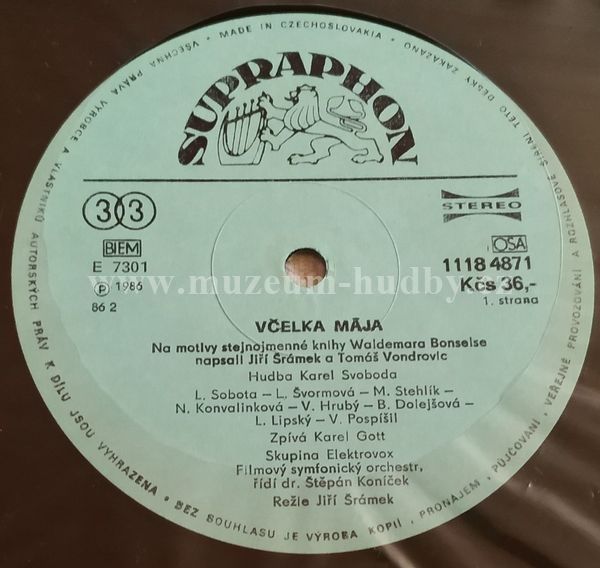 VŠECHNA PRÁVA VÝROBCE A VLASTNÍKŮ AUTORSKÝCH PRÁV K DÍLU JSOU VYHRAZENA • BEZ SOUHLASU JE VÝROBA KOPIÍ, PRONÁJEM, PŮJČOVÁNÍ, VEŘEJNÉ PROVOZOVÁNÍ A ROZHLASOVÉ ŠÍŘENÍ TÉTO DESKY ZAKÁZÁNO • MADE IN CZECHOSLOVAKIA •
SUPRAPHON
33
STEREO
BIEM
OSA
E 7301
1118 4871
℗ 1986
Kčs 36,-
86 2
1. strana
www.muzeum-hudby.
VČELKA MÁJA
Na motivy stejnojmenné knihy Waldemara Bonselse
napsali Jiří Šrámek a Tomáš Vondrovic
Hudba Karel Svoboda
L. Sobota – L. Švormová – M. Stehlík –
N. Konvalinková – V. Hrubý – B. Dolejšová –
L. Lipský – V. Pospíšil
Zpívá Karel Gott
Skupina Elektrovox
Filmový symfonický orchestr,
řídí dr. Štěpán Koníček
Režie Jiří Šrámek